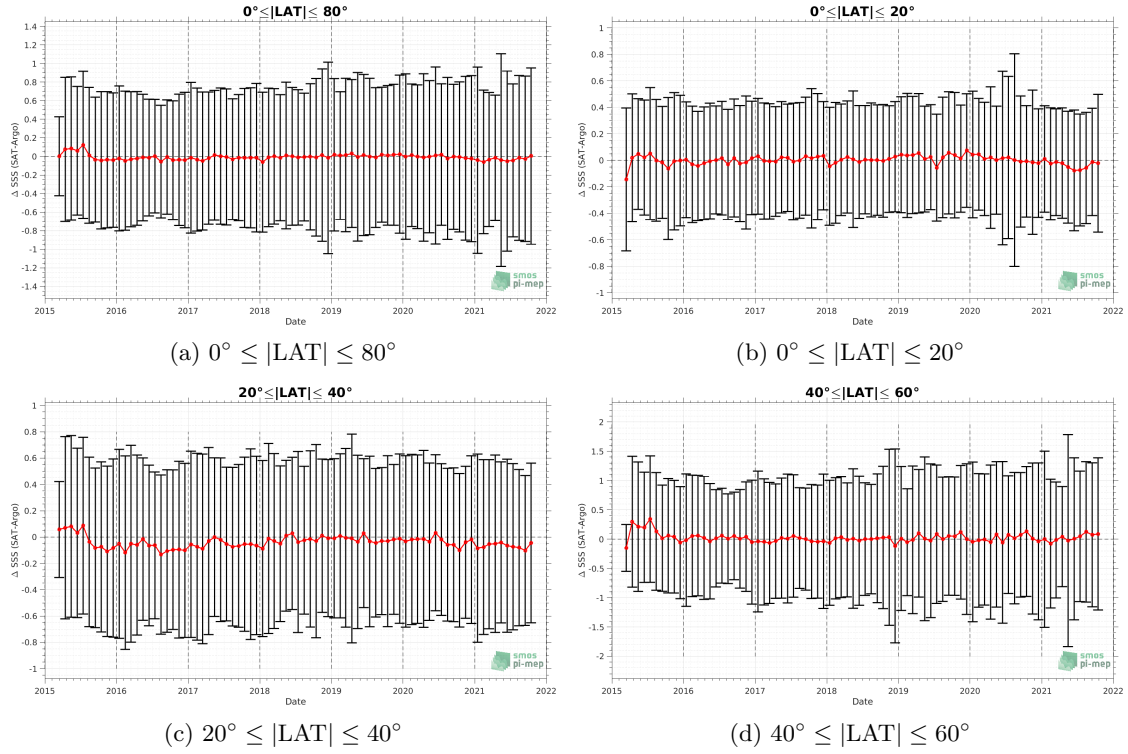 0°≤|LAT|≤ 80°
1.4
1.2
1
0.8
0.6
0.4
0.2
0
-0.2
-0.4
-0.6
-0.8
-1
-1.2
-1.4
Δ SSS (SAT-Argo)
smos
pi-mep
2015 2016 2017 2018 2019 2020 2021 2022
Date
(a) 0° ≤ |LAT| ≤ 80°
0°≤|LAT|≤ 20°
1
0.8
0.6
0.4
0.2
0
-0.2
-0.4
-0.6
-0.8
-1
Δ SSS (SAT-Argo)
smos
pi-mep
2015 2016 2017 2018 2019 2020 2021 2022
Date
(b) 0° ≤ |LAT| ≤ 20°
20°≤|LAT|≤ 40°
1
0.8
0.6
0.4
0.2
0
-0.2
-0.4
-0.6
-0.8
-1
Δ SSS (SAT-Argo)
smos
pi-mep
2015 2016 2017 2018 2019 2020 2021 2022
Date
(c) 20° ≤ |LAT| ≤ 40°
40°≤|LAT|≤ 60°
2
1.5
1
0.5
0
-0.5
-1
-1.5
-2
Δ SSS (SAT-Argo)
smos
pi-mep
2015 2016 2017 2018 2019 2020 2021 2022
Date
(d) 40° ≤ |LAT| ≤ 60°